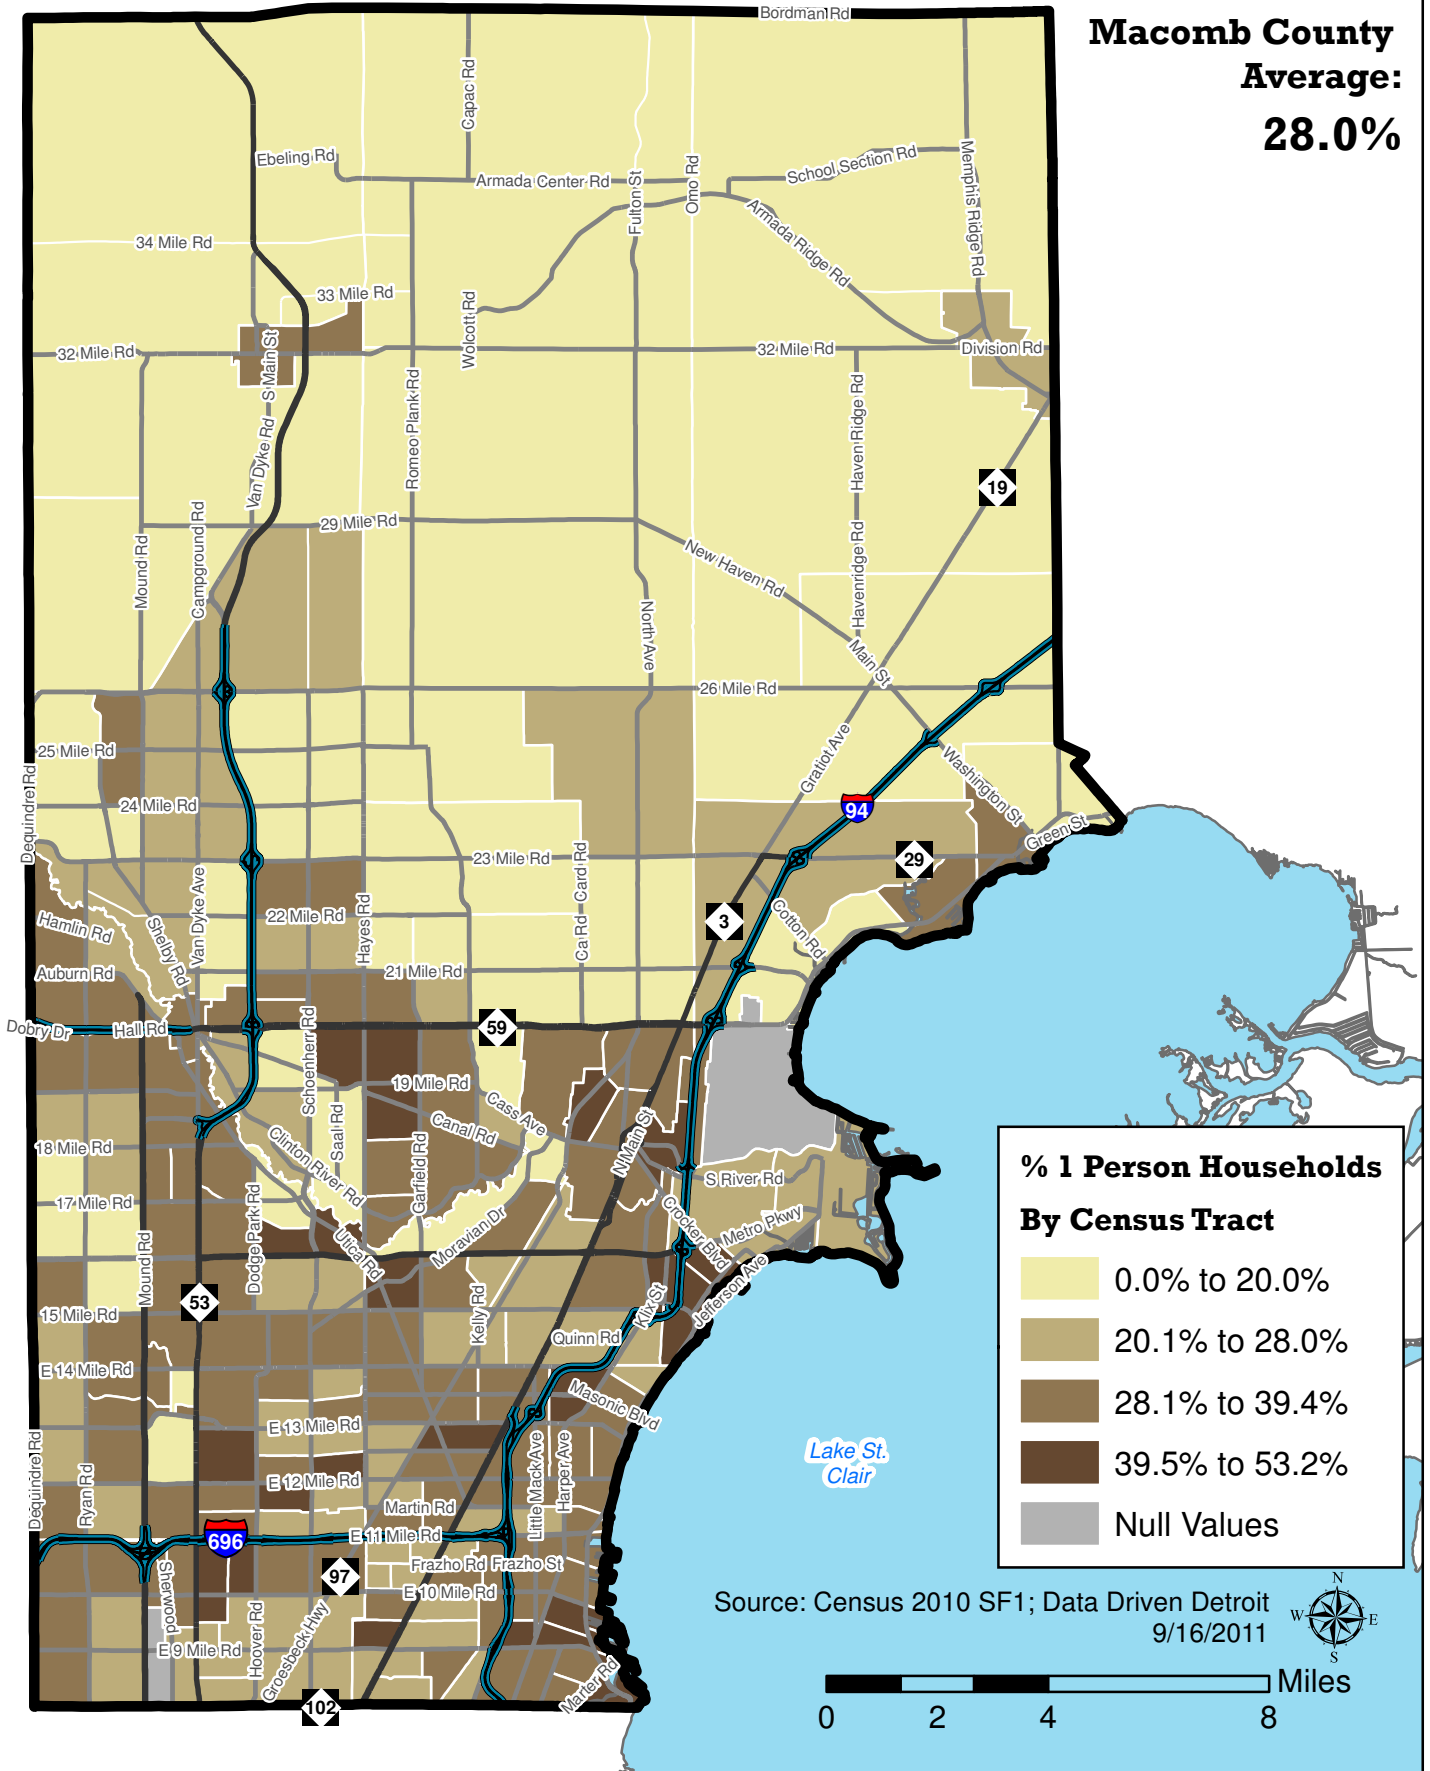 Bordman Rd
Macomb County
Average:
28.0%
Capac Rd
Ebeling Rd
Armada Center Rd
Fulton St
Omo Rd
School Section Rd
Memphis Ridge Rd
Armada Ridge Rd
34 Mile Rd
33 Mile Rd
Wolcott Rd
32 Mile Rd
S Main St
32 Mile Rd
Division Rd
Romeo Plank Rd
Haven Ridge Rd
Van Dyke Rd
19
29 Mile Rd
Mound Rd
Campground Rd
New Haven Rd
Havenridge Rd
North Ave
Main St
26 Mile Rd
25 Mile Rd
Gratiot Ave
Washington St
Dequindre Rd
24 Mile Rd
94
Green St
23 Mile Rd
29
Card Rd
Van Dyke Ave
22 Mile Rd
Hayes Rd
Ca Rd
3
Cotton Rd
Hamlin Rd
Shelby Rd
Auburn Rd
21 Mile Rd
Dobry Dr
Hall Rd
59
Schoenherr Rd
19 Mile Rd
Cass Ave
Canal Rd
Saal Rd
N Main St
18 Mile Rd
Clinton River Rd
Garfield Rd
S River Rd
17 Mile Rd
Dodge Park Rd
Moravian Dr
Crocker Blvd
Metro Pkwy
Utica Rd
Mound Rd
53
Jefferson Ave
Klix St
15 Mile Rd
Kelly Rd
Quinn Rd
E 14 Mile Rd
Masonic Blvd
E 13 Mile Rd
Dequindre Rd
Ryan Rd
E 12 Mile Rd
Little Mack Ave
Harper Ave
Martin Rd
696
E 11 Mile Rd
Frazho Rd
Frazho St
97
E 10 Mile Rd
Sherwood
Hoover Rd
Groesbeck Hwy
E 9 Mile Rd
Marter Rd
102
Lake St.
Clair
% 1 Person Households
By Census Tract
0.0% to 20.0%
20.1% to 28.0%
28.1% to 39.4%
39.5% to 53.2%
Null Values
Source: Census 2010 SF1; Data Driven Detroit
9/16/2011
N
W
E
S
Miles
0 2 4 8